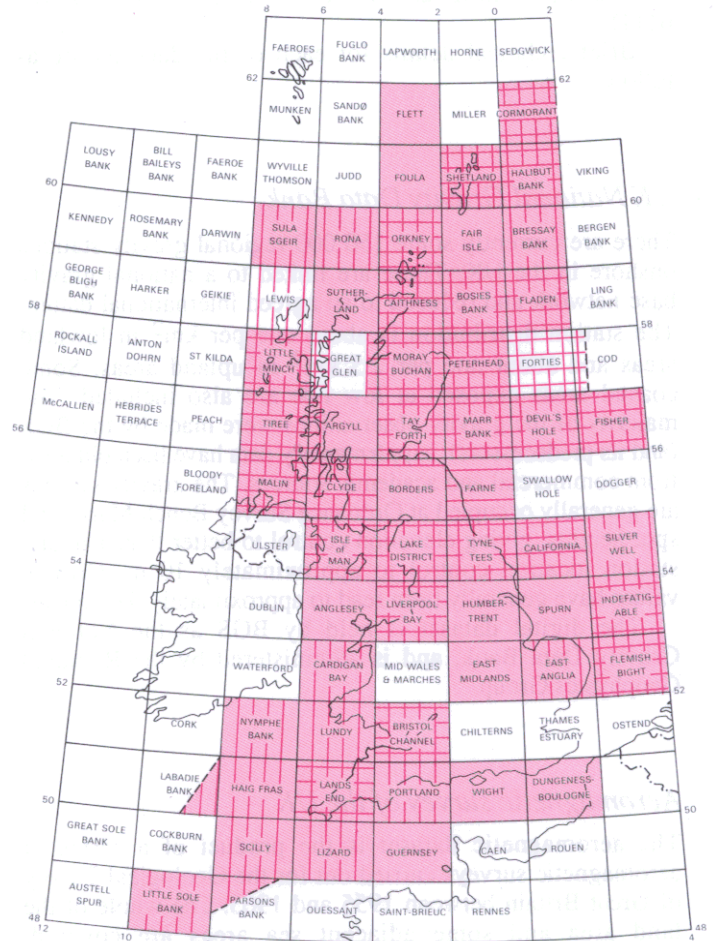 8
6
4
2
0
2
FAEROES
FUGLO
BANK
LAPWORTH
HORNE
SEDGWICK
62
62
MUNKEN
SANDØ
BANK
FLETT
MILLER
CORMORANT
LOUSY
BANK
BILL
BAILEYS
BANK
FAEROE
BANK
WYVILLE
THOMSON
JUDD
FOULA
SHETLAND
HALIBUT
BANK
VIKING
60
60
KENNEDY
ROSEMARY
BANK
DARWIN
SULA
SGEIR
RONA
ORKNEY
FAIR
ISLE
BRESSAY
BANK
BERGEN
BANK
GEORGE
BLIGH
BANK
HARKER
GEIKIE
LEWIS
SUTHER-
LAND
CAITHNESS
BOSIES
BANK
FLADEN
LING
BANK
58
58
ROCKALL
ISLAND
ANTON
DOHRN
ST KILDA
LITTLE
MINCH
GREAT
GLEN
MORAY
BUCHAN
PETERHEAD
FORTIES
COD
McCALLIEN
HEBRIDES
TERRACE
PEACH
TIREE
ARGYLL
TAY
FORTH
MARR
BANK
DEVIL'S
HOLE
FISHER
56
56
BLOODY
FORELAND
MALIN
CLYDE
BORDERS
FARNE
SWALLOW
HOLE
DOGGER
ULSTER
ISLE
of
MAN
LAKE
DISTRICT
TYNE
TEES
CALIFORNIA
SILVER
WELL
54
54
DUBLIN
ANGLESEY
LIVERPOOL
BAY
HUMBER-
TRENT
SPURN
INDEFATIG-
ABLE
WATERFORD
CARDIGAN
BAY
MID WALES
& MARCHES
EAST
MIDLANDS
EAST
ANGLIA
FLEMISH
BIGHT
52
52
CORK
NYMPHE
BANK
LUNDY
BRISTOL
CHANNEL
CHILTERNS
THAMES
ESTUARY
OSTEND
LABADIE
BANK
HAIG FRAS
LANDS
END
PORTLAND
WIGHT
DUNGENESS-
BOULOGNE
50
50
GREAT SOLE
BANK
COCKBURN
BANK
SCILLY
LIZARD
GUERNSEY
CAEN
ROUEN
AUSTELL
SPUR
LITTLE SOLE
BANK
PARSONS
BANK
OUESSANT
SAINT-BRIEUC
RENNES
48
48
12
10
4